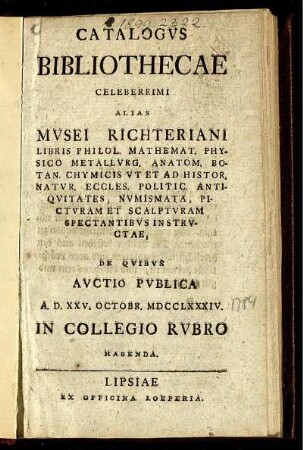 1899. 2322.
CATALOGVS
BIBLIOTHECAE
CELEBERRIMI
ALIAS
MVSEI RICHTERIANI
LIBRIS PHILOL. MATHEMAT. PHY-
SICO METALLVRG. ANATOM. BO-
TAN. CHYMICIS VT ET AD HISTOR.
NATVR. ECCLES. POLITIC. ANTI-
QVITATES, NVMISMATA, PI-
CTVRAM ET SCALPTVRAM
SPECTANTIBVS INSTRV-
CTAE,
DE QVIBVS
AVCTIO PVBLICA
A. D. XXV. OCTOBR. MDCCLXXXIV.
1784
IN COLLEGIO RVBRO
HABENDA.
LIPSIAE
EX OFFICINA LOEPERIA.